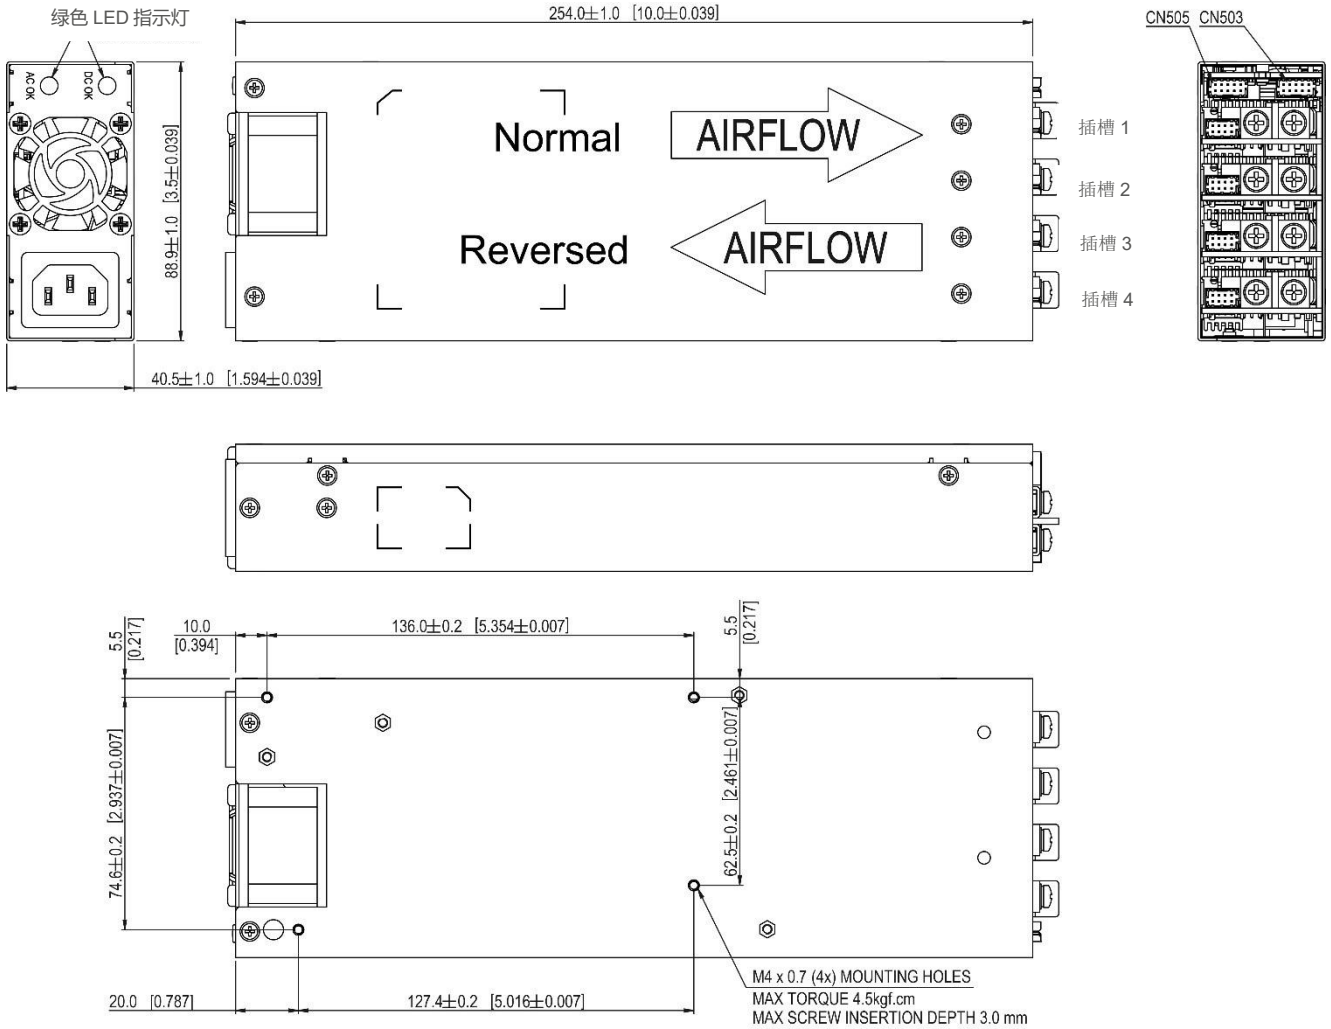 绿色 LED 指示灯
254.0±1.0 [10.0±0.039]
CN505 CN503
AC OK
DC OK
88.9±1.0 [3.5±0.039]
Normal
AIRFLOW
Reversed
AIRFLOW
插槽 1
插槽 2
插槽 3
插槽 4
40.5±1.0 [1.594±0.039]
5.5
[0.217]
10.0
[0.394]
136.0±0.2 [5.354±0.007]
5.5
[0.217]
74.6±0.2 [2.937±0.007]
62.5±0.2 [2.461±0.007]
20.0 [0.787]
127.4±0.2 [5.016±0.007]
M4 x 0.7 (4x) MOUNTING HOLES
MAX TORQUE 4.5kgf.cm
MAX SCREW INSERTION DEPTH 3.0 mm